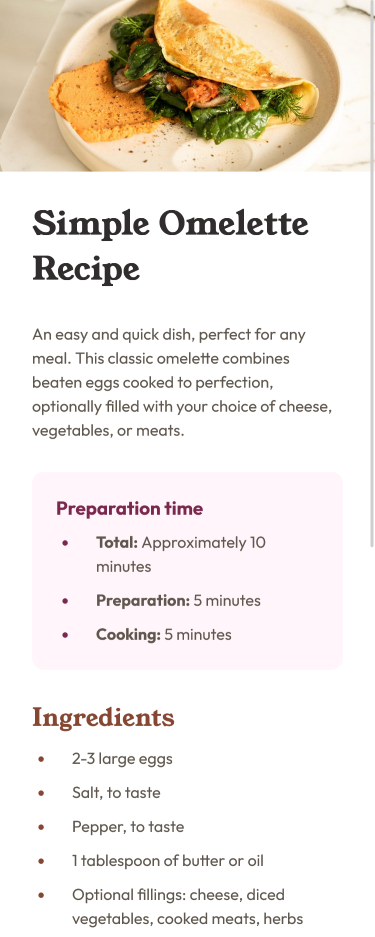 Simple Omelette
Recipe
An easy and quick dish, perfect for any
meal. This classic omelette combines
beaten eggs cooked to perfection,
optionally filled with your choice of cheese,
vegetables, or meats.
Preparation time
• Total: Approximately 10
minutes
• Preparation: 5 minutes
• Cooking: 5 minutes
Ingredients
• 2-3 large eggs
• Salt, to taste
• Pepper, to taste
• 1 tablespoon of butter or oil
• Optional fillings: cheese, diced
vegetables, cooked meats, herbs